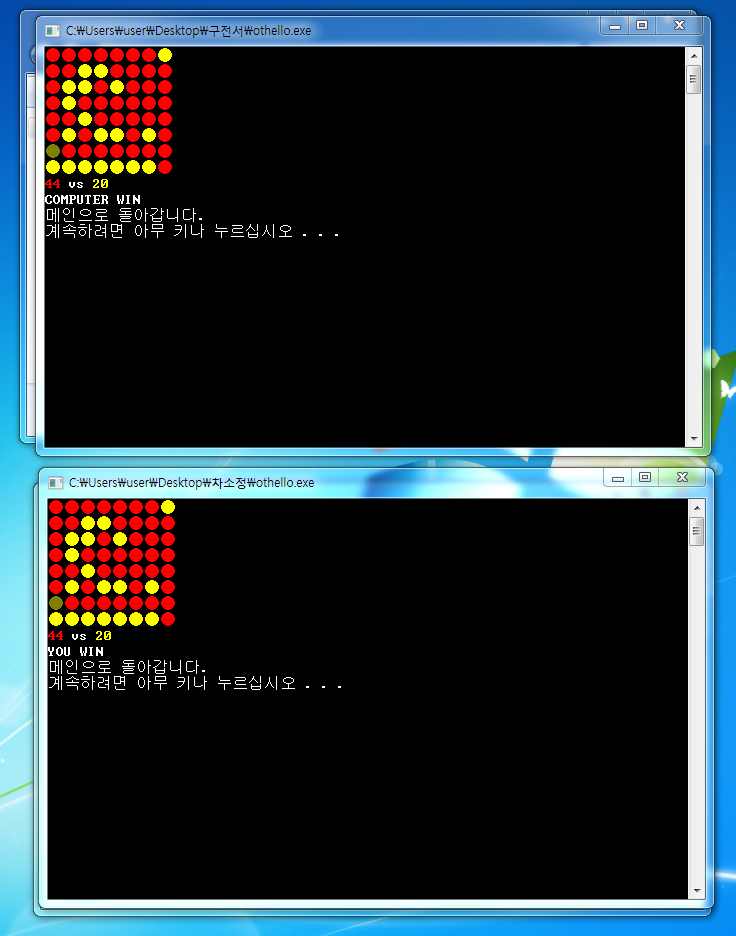 C:₩Users₩user₩Desktop₩구전서₩othello.exe
44 vs 20
COMPUTER WIN
메인으로 돌아갑니다.
계속하려면 아무 키나 누르십시오 . . .
C:₩Users₩user₩Desktop₩차소정₩othello.exe
44 vs 20
YOU WIN
메인으로 돌아갑니다.
계속하려면 아무 키나 누르십시오 . . .